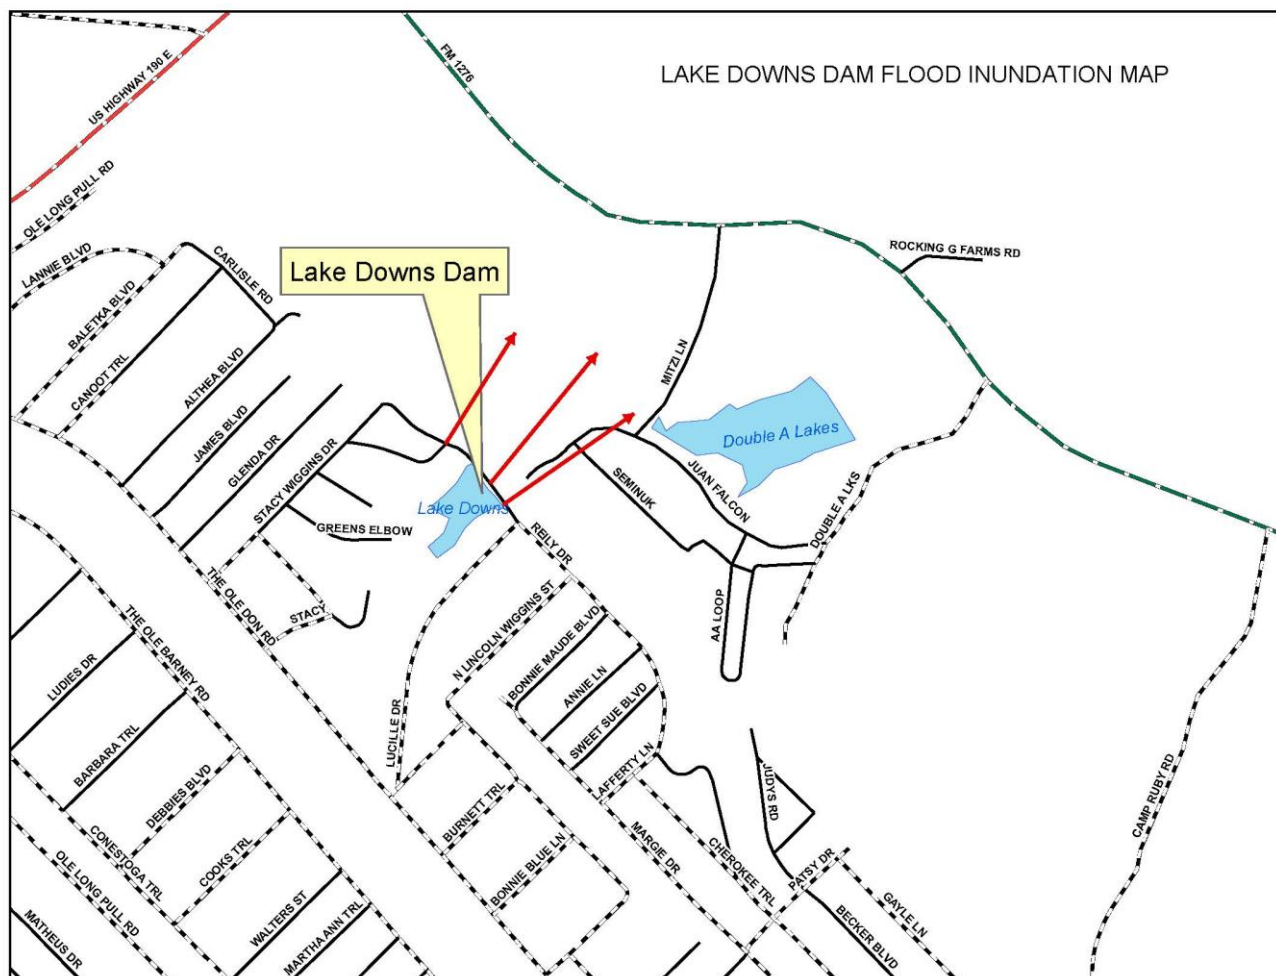 LAKE DOWNS DAM FLOOD INUNDATION MAP
US HIGHWAY 190 E
FM 1276
OLE LONG PULL RD
LANNIE BLVD
CARLISLE RD
ROCKING G FARMS RD
Lake Downs Dam
BALETKA BLVD
CANOOT TRL
ALTHEA BLVD
MITZI LN
JAMES BLVD
GLENDA DR
STACY WIGGINS DR
Double A Lakes
SEMINUK
JUAN FALCON
DOUBLE A LKS
Lake Downs
GREENS ELBOW
REILY DR
THE OLE DON RD
STACY
N LINCOLN WIGGINS ST
AA LOOP
THE OLE BARNEY RD
BONNIE MAUDE BLVD
LUDIES DR
ANNIE LN
SWEET SUE BLVD
LUCILLE DR
BARBARA TRL
LAFFERTY LN
JUDYS RD
CAMP RUBY RD
DEBBIES BLVD
BURNETT TRL
MARGIE DR
CHEROKEE TRL
CONESTOGA TRL
COOKS TRL
BONNIE BLUE LN
PATSY DR
OLE LONG PULL RD
WALTERS ST
GAYLE LN
MATHEUS DR
MARTHA ANN TRL
BECKER BLVD